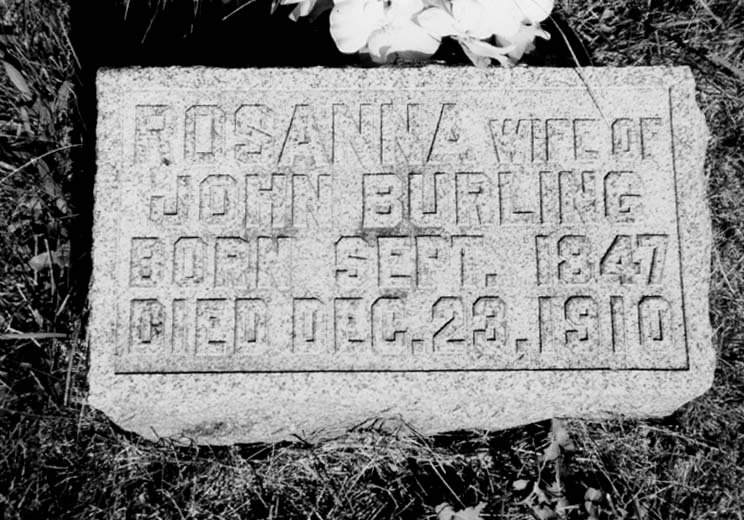 ROSANNA WIFE OF
JOHN BURLING
BORN SEPT. 1847
DIED DEC. 23, 1910